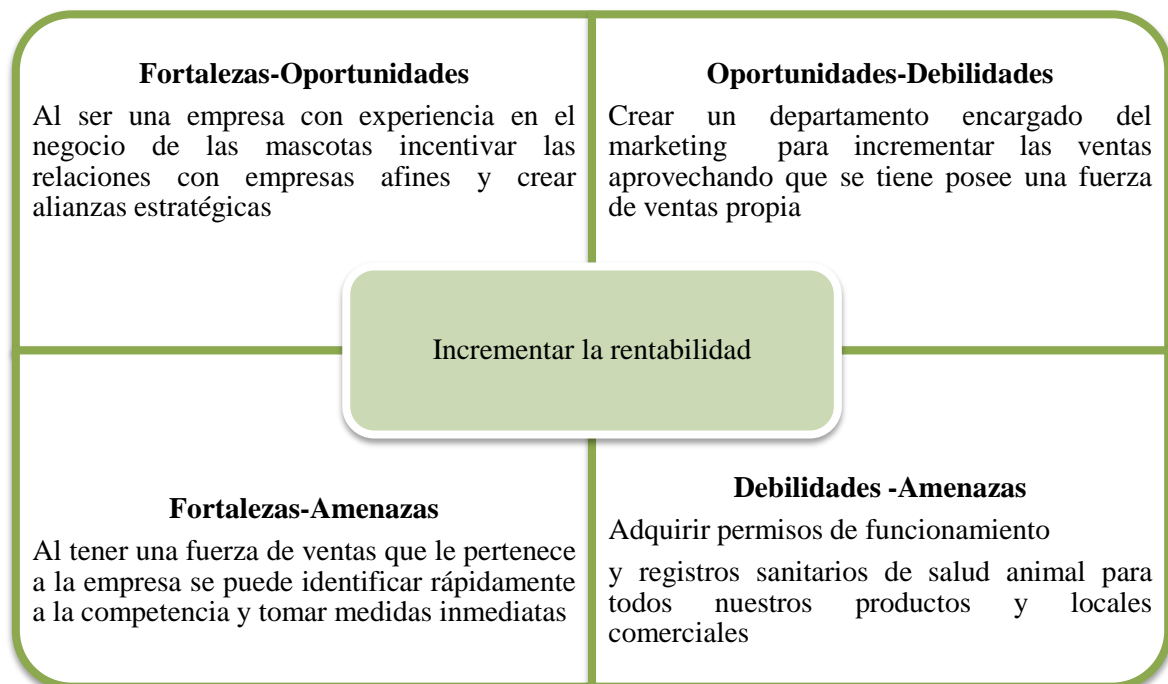 Fortalezas-Oportunidades
Al ser una empresa con experiencia en el
negocio de las mascotas incentivar las
relaciones con empresas afines y crear
alianzas estratégicas
Oportunidades-Debilidades
Crear un departamento encargado del
marketing para incrementar las ventas
aprovechando que se tiene posee una fuerza
de ventas propia
Incrementar la rentabilidad
Fortalezas-Amenazas
Al tener una fuerza de ventas que le pertenece
a la empresa se puede identificar rápidamente
a la competencia y tomar medidas inmediatas
Debilidades -Amenazas
Adquirir permisos de funcionamiento
y registros sanitarios de salud animal para
todos nuestros productos y locales
comerciales